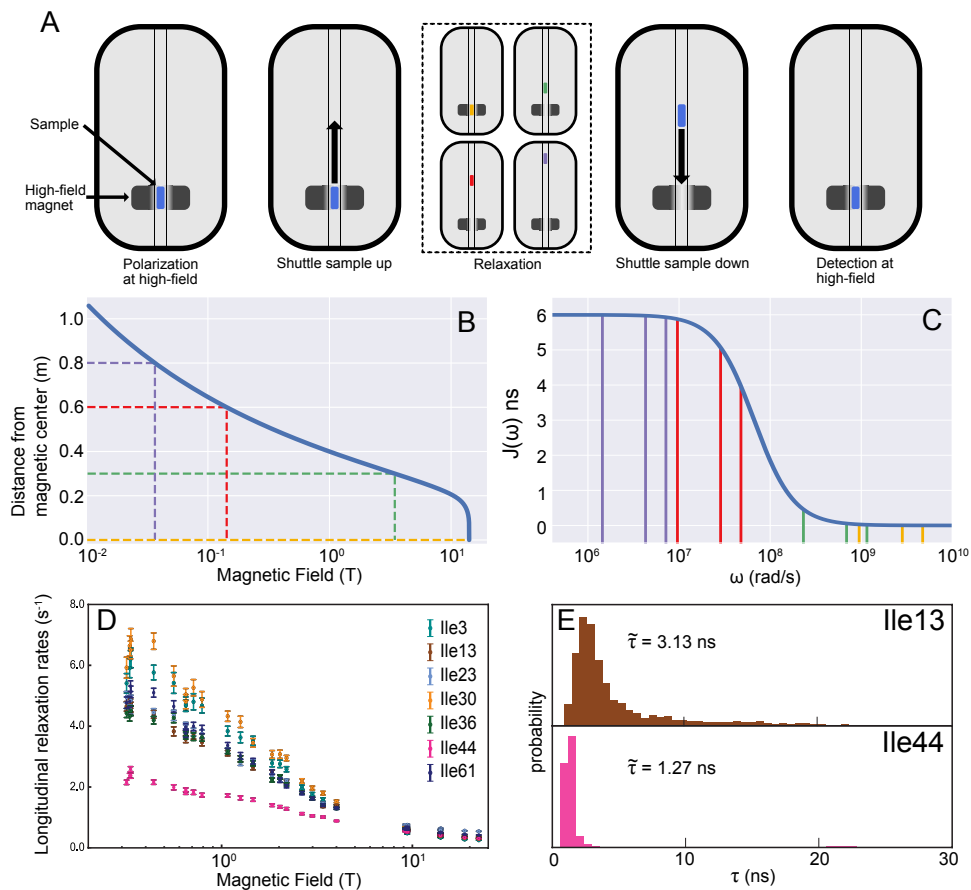 A
Sample
High-field
magnet
Polarization
at high-field
Shuttle sample up
Relaxation
Shuttle sample down
Detection at
high-field
B
Distance from
magnetic center (m)
1.0
0.8
0.6
0.4
0.2
0.0
10⁻²
10⁻¹
10⁰
10¹
Magnetic Field (T)
C
J(ω) ns
6
5
4
3
2
1
0
10⁶
10⁷
10⁸
10⁹
10¹⁰
ω (rad/s)
D
Longitudinal relaxation rates (s⁻¹)
8.0
6.0
4.0
2.0
0.0
Ile3
Ile13
Ile23
Ile30
Ile36
Ile44
Ile61
10⁰
10¹
Magnetic Field (T)
E
Ile13
τ̃ = 3.13 ns
probability
Ile44
τ̃ = 1.27 ns
0
10
20
30
τ (ns)